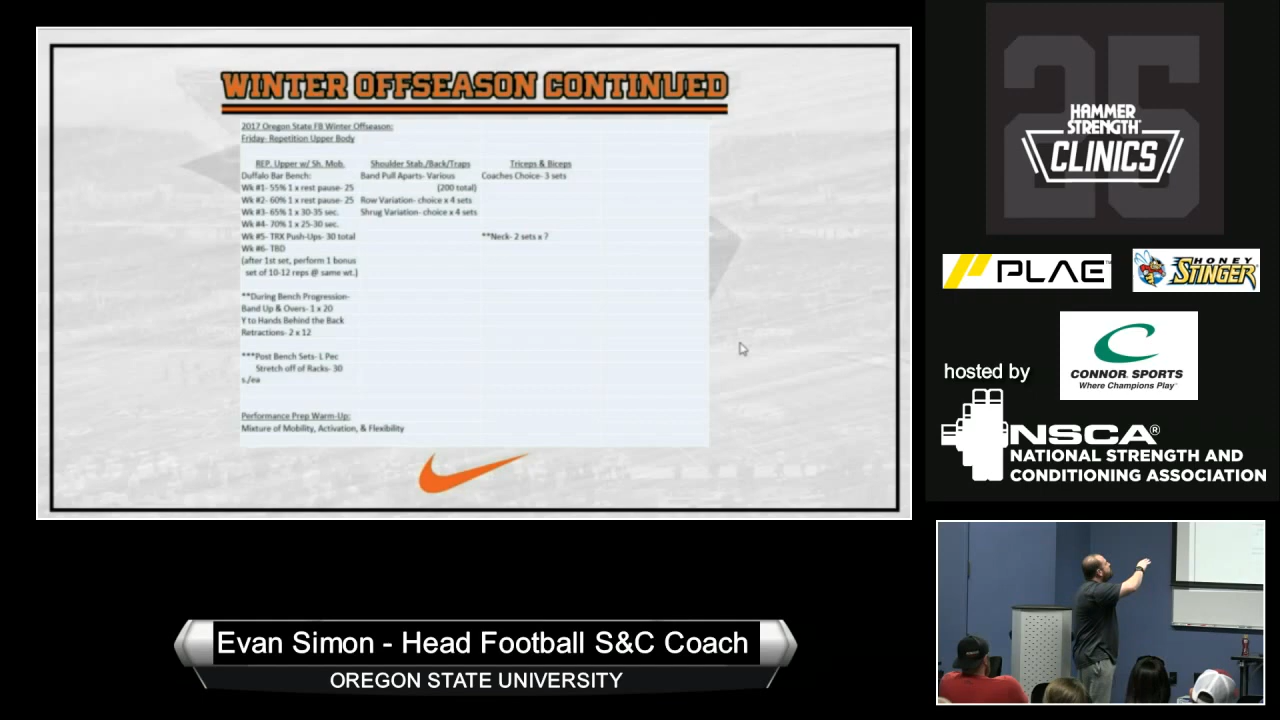 WINTER OFFSEASON CONTINUED
2017 Oregon State FB Winter Offseason:
Friday- Repetition Upper Body
REP. Upper w/ Sh. Mob.
Duffalo Bar Bench:
Wk #1- 55% 1 x rest pause- 25
Wk #2- 60% 1 x rest pause- 25
Wk #3- 65% 1 x 30-35 sec.
Wk #4- 70% 1 x 25-30 sec.
Wk #5- TRX Push-Ups- 30 total
Wk #6- TBD
(after 1st set, perform 1 bonus
set of 10-12 reps @ same wt.)
**During Bench Progression-
Band Up & Overs- 1 x 20
Y to Hands Behind the Back
Retractions- 2 x 12
***Post Bench Sets- L Pec
Stretch off of Racks- 30
s./ea
Performance Prep Warm-Up:
Mixture of Mobility, Activation, & Flexibility
Shoulder Stab./Back/Traps
Band Pull Aparts- Various
(200 total)
Row Variation- choice x 4 sets
Shrug Variation- choice x 4 sets
Triceps & Biceps
Coaches Choice- 3 sets
**Neck- 2 sets x ?
25
HAMMER
STRENGTH®
CLINICS
PLAE™
HONEY
STINGER
hosted by
CONNOR SPORTS
Where Champions Play®
NSCA®
NATIONAL STRENGTH AND
CONDITIONING ASSOCIATION
Evan Simon - Head Football S&C Coach
OREGON STATE UNIVERSITY